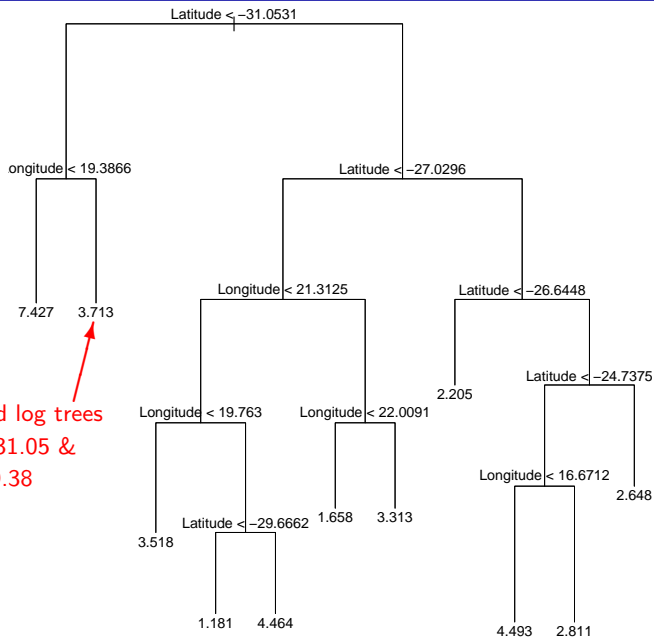 Latitude < −31.0531
ongitude < 19.3866
Latitude < −27.0296
Longitude < 21.3125
Latitude < −26.6448
7.427
3.713
2.205
Latitude < −24.7375
d log trees
31.05 &
.38
Longitude < 19.763
Longitude < 22.0091
Longitude < 16.6712
3.518
Latitude < −29.6662
1.658
3.313
2.648
1.181
4.464
4.493
2.811